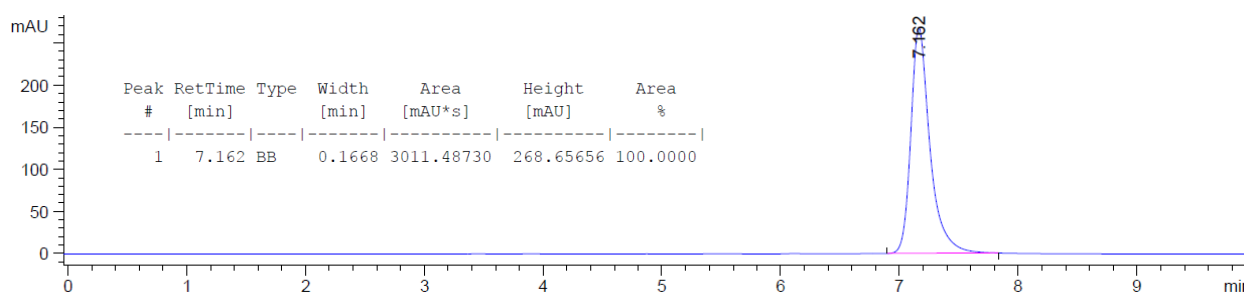 mAU
7.162
Peak RetTime Type Width Area Height Area
# [min] [min] [mAU*s] [mAU] %
----|-------|----|-------|----------|----------|--------|
1 7.162 BB 0.1668 3011.48730 268.65656 100.0000
200
150
100
50
0
0 1 2 3 4 5 6 7 8 9 min